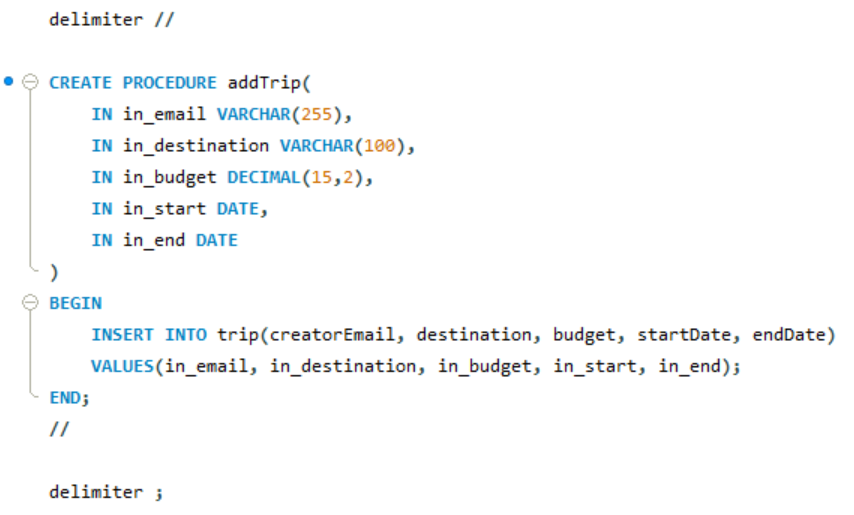 delimiter //
CREATE PROCEDURE addTrip(
IN in_email VARCHAR(255),
IN in_destination VARCHAR(100),
IN in_budget DECIMAL(15,2),
IN in_start DATE,
IN in_end DATE
)
BEGIN
INSERT INTO trip(creatorEmail, destination, budget, startDate, endDate)
VALUES(in_email, in_destination, in_budget, in_start, in_end);
END;
//
delimiter ;